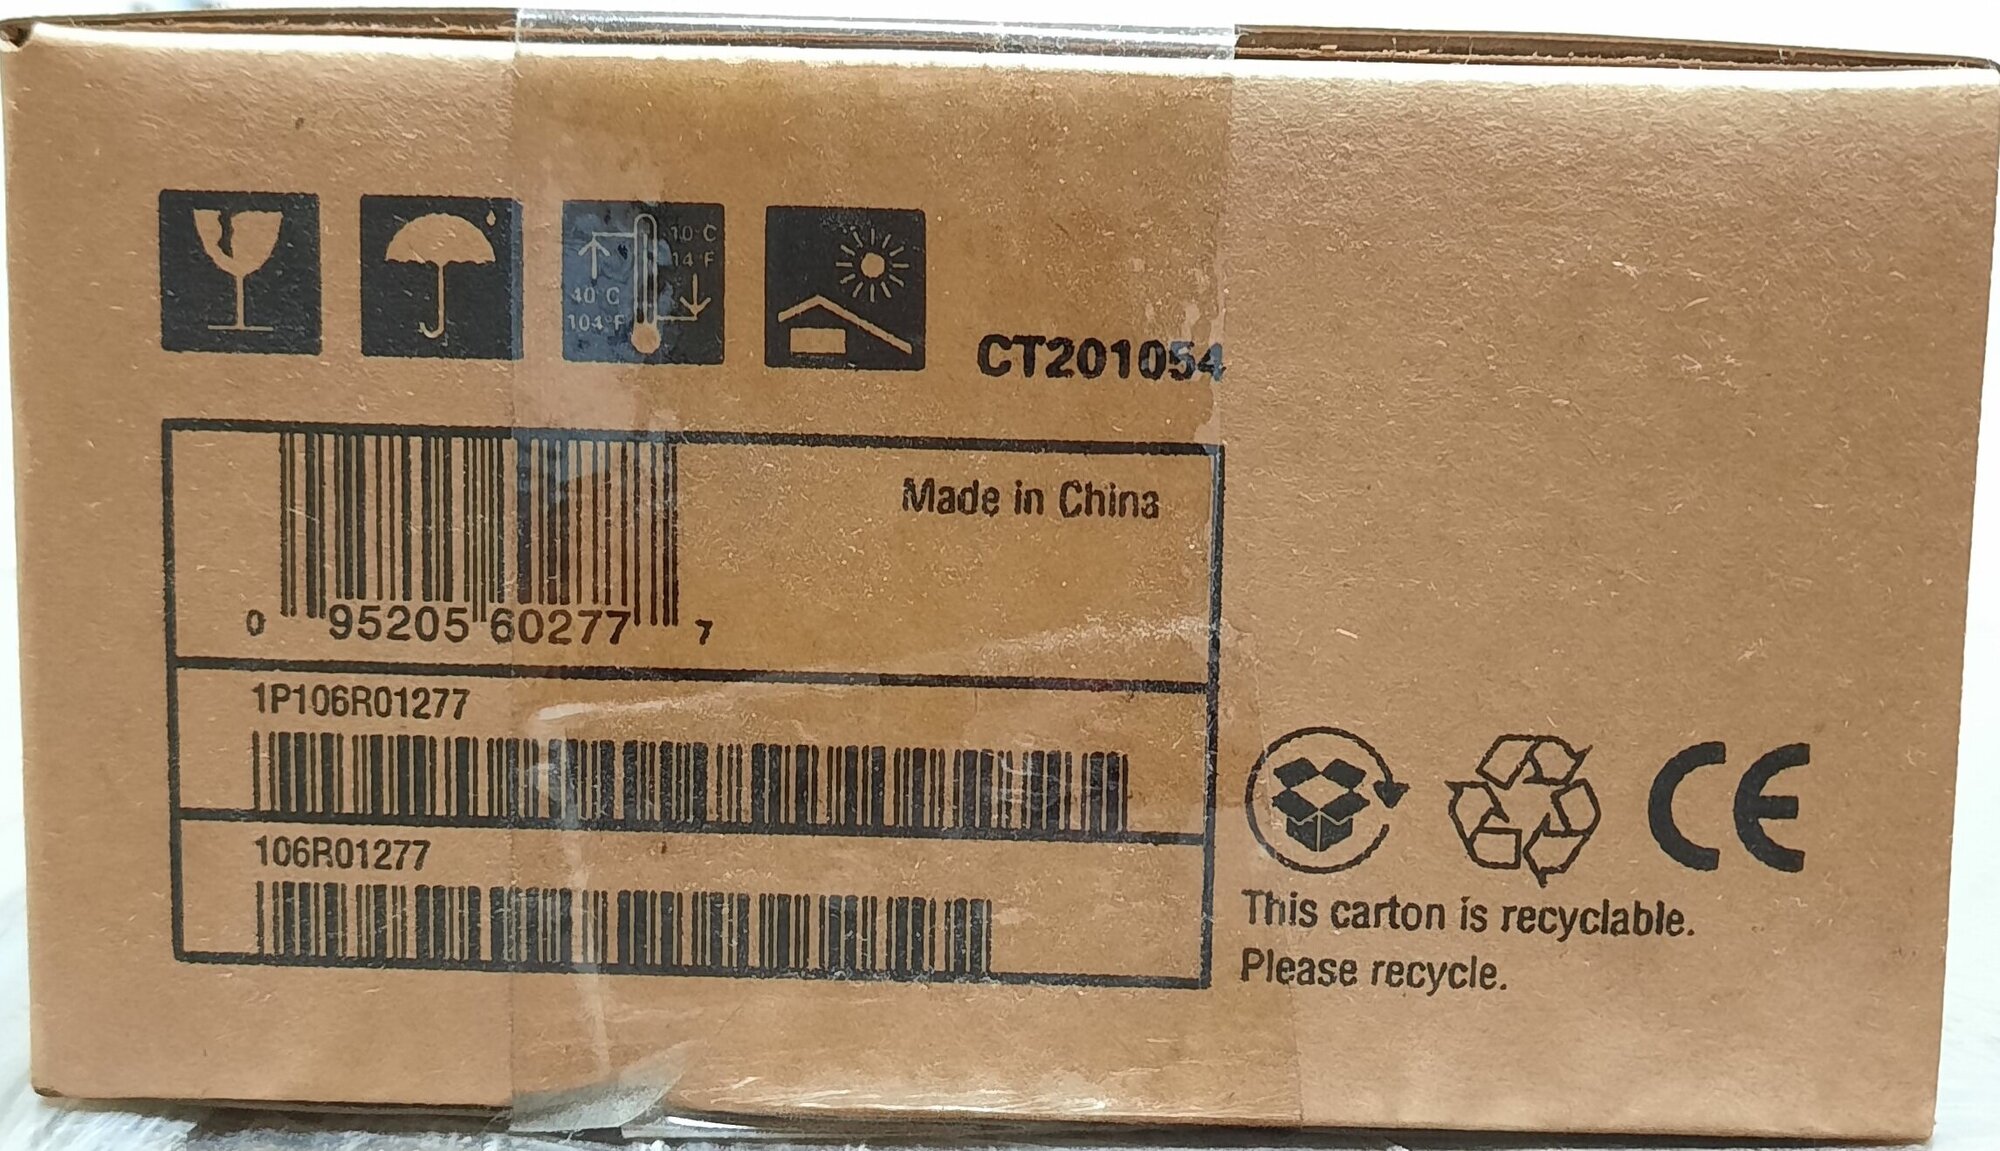 10°C
14°F
40°C
104°F
CT201054
Made in China
0 95205 60277 7
1P106R01277
106R01277
CE
This carton is recyclable.
Please recycle.